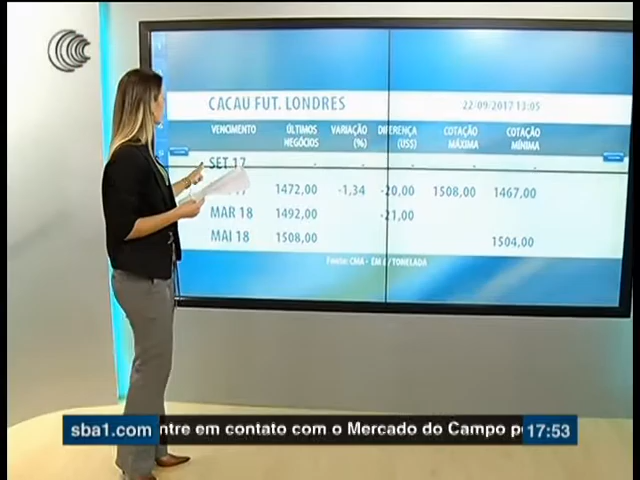 CACAU FUT. LONDRES 22/09/2017 13:05
VENCIMENTO ÚLTIMOS NEGÓCIOS VARIAÇÃO (%) DIFERENÇA (US$) COTAÇÃO MÁXIMA COTAÇÃO MÍNIMA
SET 17 - - - - -
17 1472,00 -1,34 -20,00 1508,00 1467,00
MAR 18 1492,00 -21,00
MAI 18 1508,00 1504,00
Fonte: CMA - EM TONELADA
sba1.com ntre em contato com o Mercado do Campo p 17:53